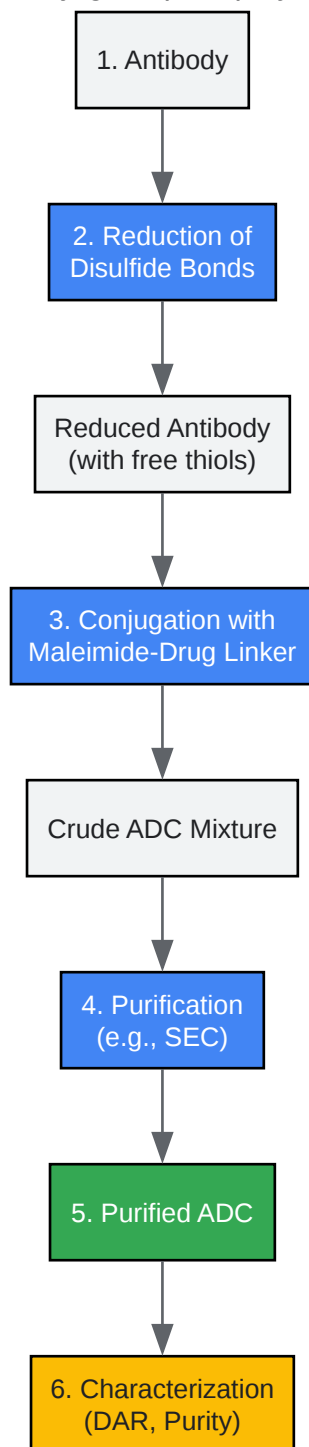 1. Antibody
2. Reduction of
Disulfide Bonds
Reduced Antibody
(with free thiols)
3. Conjugation with
Maleimide-Drug Linker
Crude ADC Mixture
4. Purification
(e.g., SEC)
5. Purified ADC
6. Characterization
(DAR, Purity)